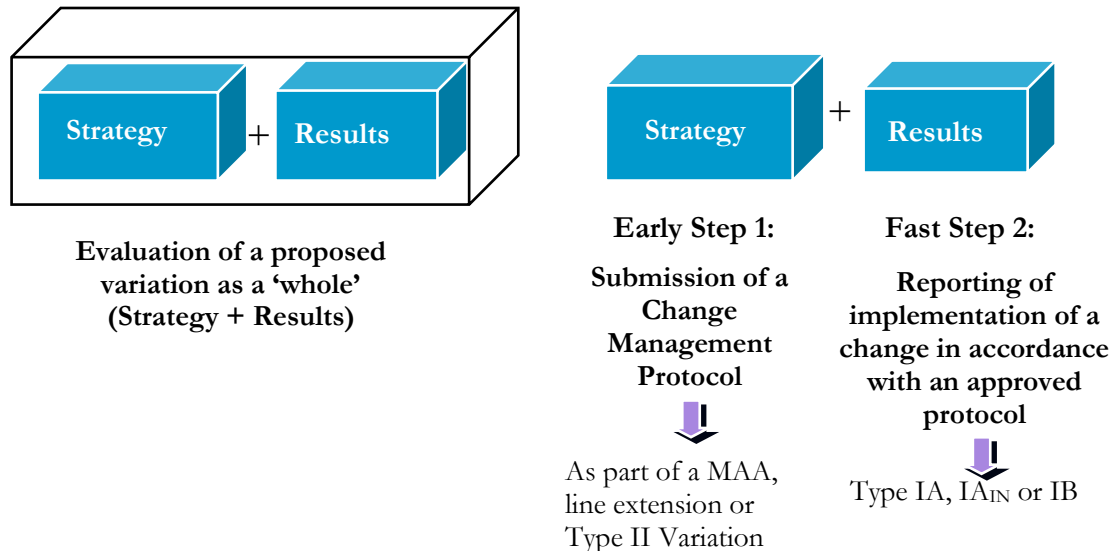 Strategy + Results
Evaluation of a proposed
variation as a ‘whole’
(Strategy + Results)
Strategy + Results
Early Step 1:
Submission of a
Change
Management
Protocol
As part of a MAA,
line extension or
Type II Variation
Fast Step 2:
Reporting of
implementation of a
change in accordance
with an approved
protocol
Type IA, IAIN or IB